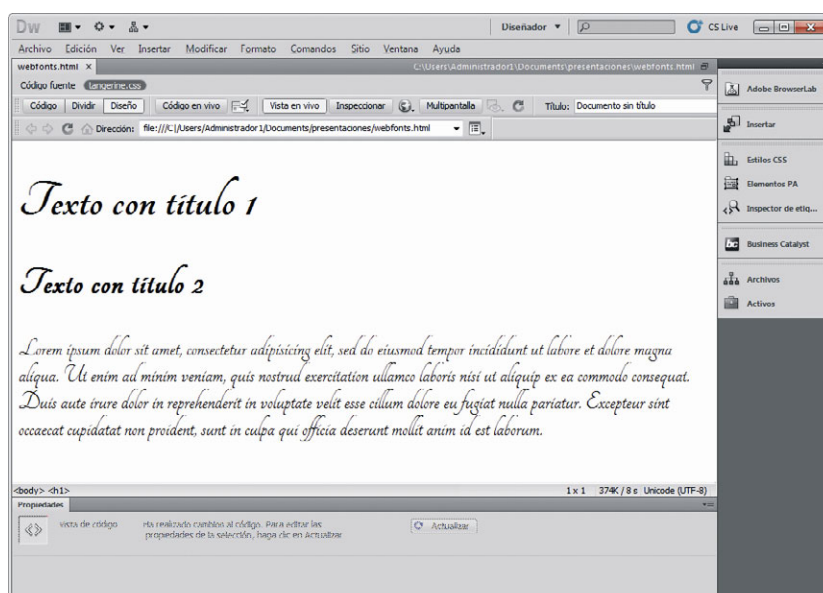 Dw Diseñador CS Live
Archivo Edición Ver Insertar Modificar Formato Comandos Sitio Ventana Ayuda
webfonts.html × C:\Users\Administrador1\Documents\presentaciones\webfonts.html
Código fuente tangerine.css
Código Dividir Diseño Código en vivo Vista en vivo Inspeccionar Multipantalla Título: Documento sin título
Dirección: file:///C|/Users/Administrador1/Documents/presentaciones/webfonts.html
Texto con título 1
Texto con título 2
Lorem ipsum dolor sit amet, consectetur adipisicing elit, sed do eiusmod tempor incididunt ut labore et dolore magna
aliqua. Ut enim ad minim veniam, quis nostrud exercitation ullamco laboris nisi ut aliquip ex ea commodo consequat.
Duis aute irure dolor in reprehenderit in voluptate velit esse cillum dolore eu fugiat nulla pariatur. Excepteur sint
occaecat cupidatat non proident, sunt in culpa qui officia deserunt mollit anim id est laborum.
<body> <h1> 1 x 1 374K / 8 s Unicode (UTF-8)
Propiedades
vista de código Ha realizado cambios al código. Para editar las
propiedades de la selección, haga clic en Actualizar
Actualizar
Adobe BrowserLab
Insertar
Estilos CSS
Elementos PA
Inspector de etiq...
bc Business Catalyst
Archivos
Activos